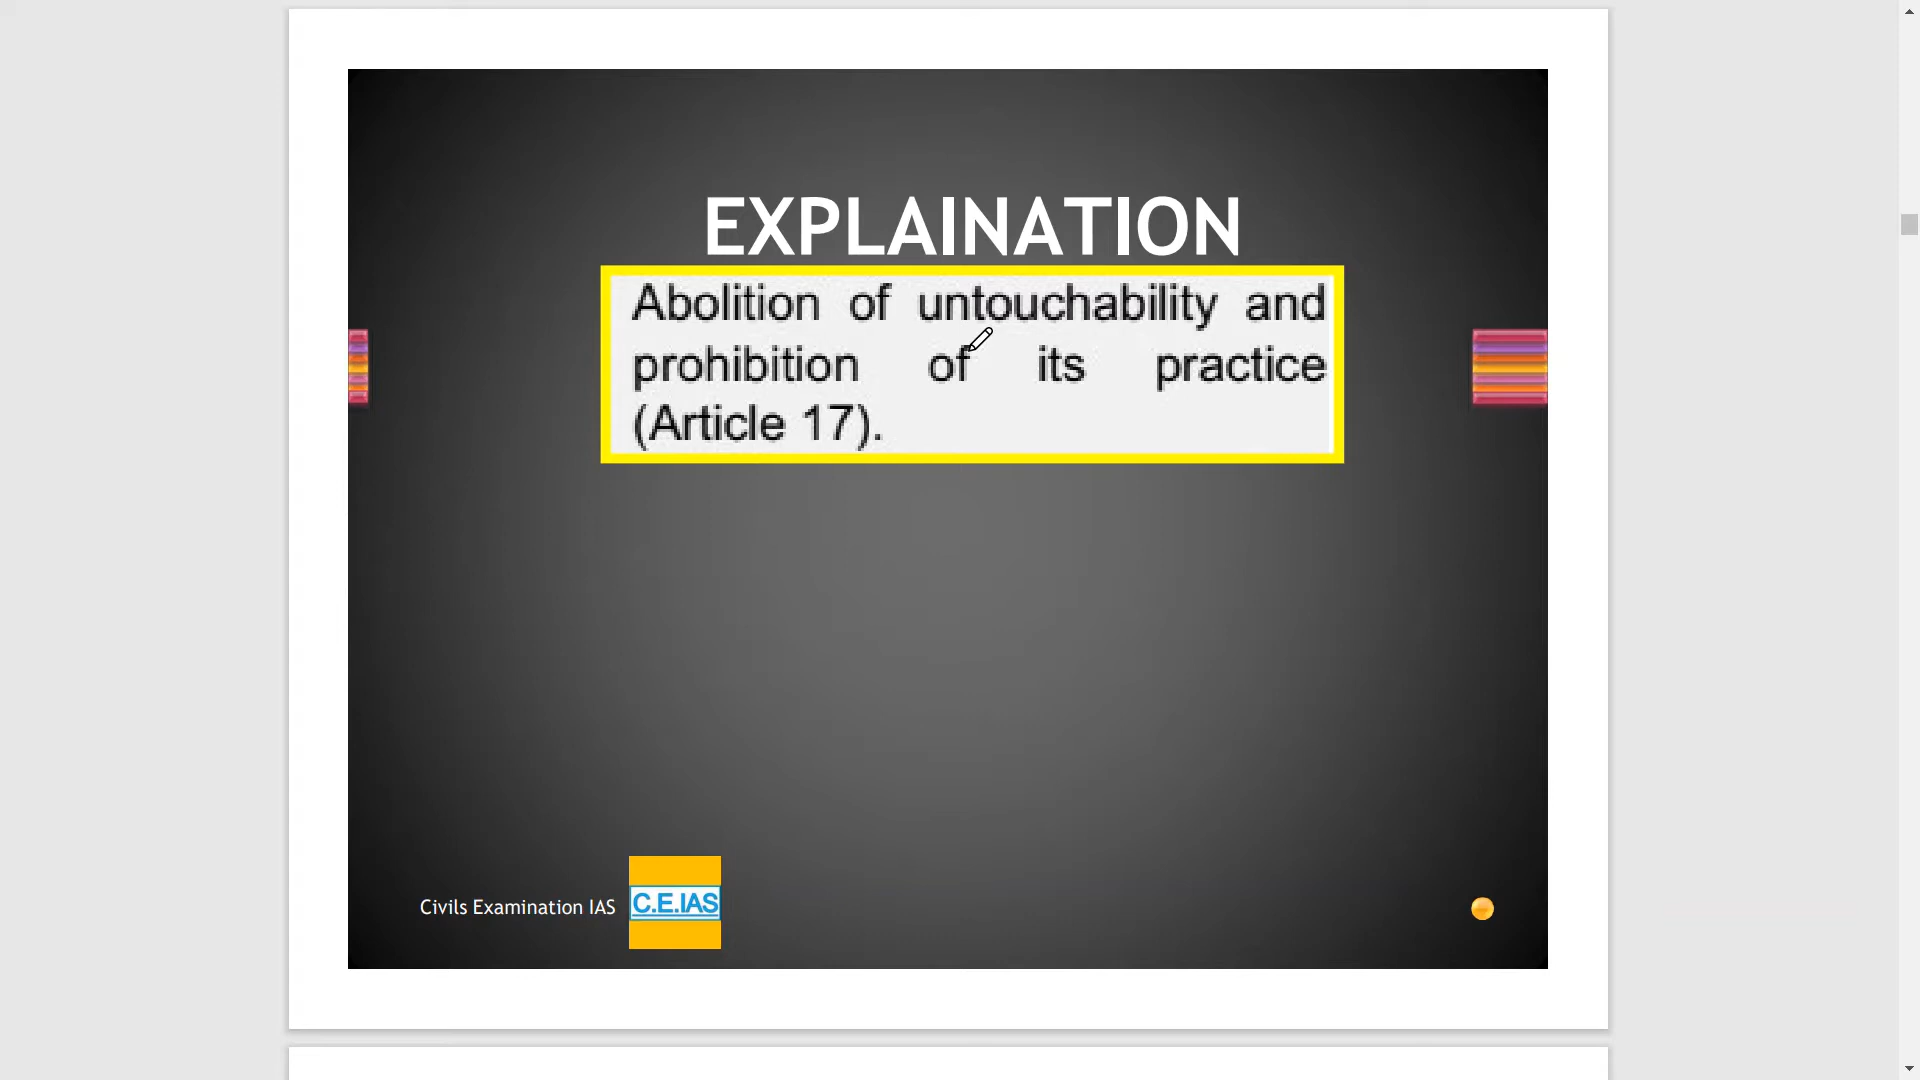 EXPLAINATION
Abolition of untouchability and
prohibition of its practice
(Article 17).
Civils Examination IAS
C.E.IAS